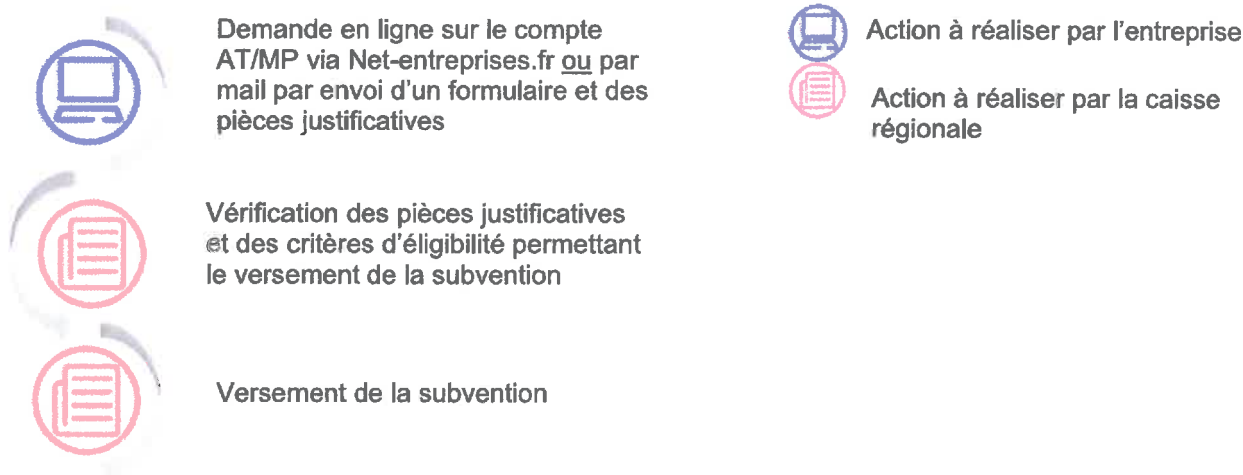 Demande en ligne sur le compte
AT/MP via Net-entreprises.fr ou par
mail par envoi d'un formulaire et des
pièces justificatives
Vérification des pièces justificatives
et des critères d'éligibilité permettant
le versement de la subvention
Versement de la subvention
Action à réaliser par l'entreprise
Action à réaliser par la caisse
régionale